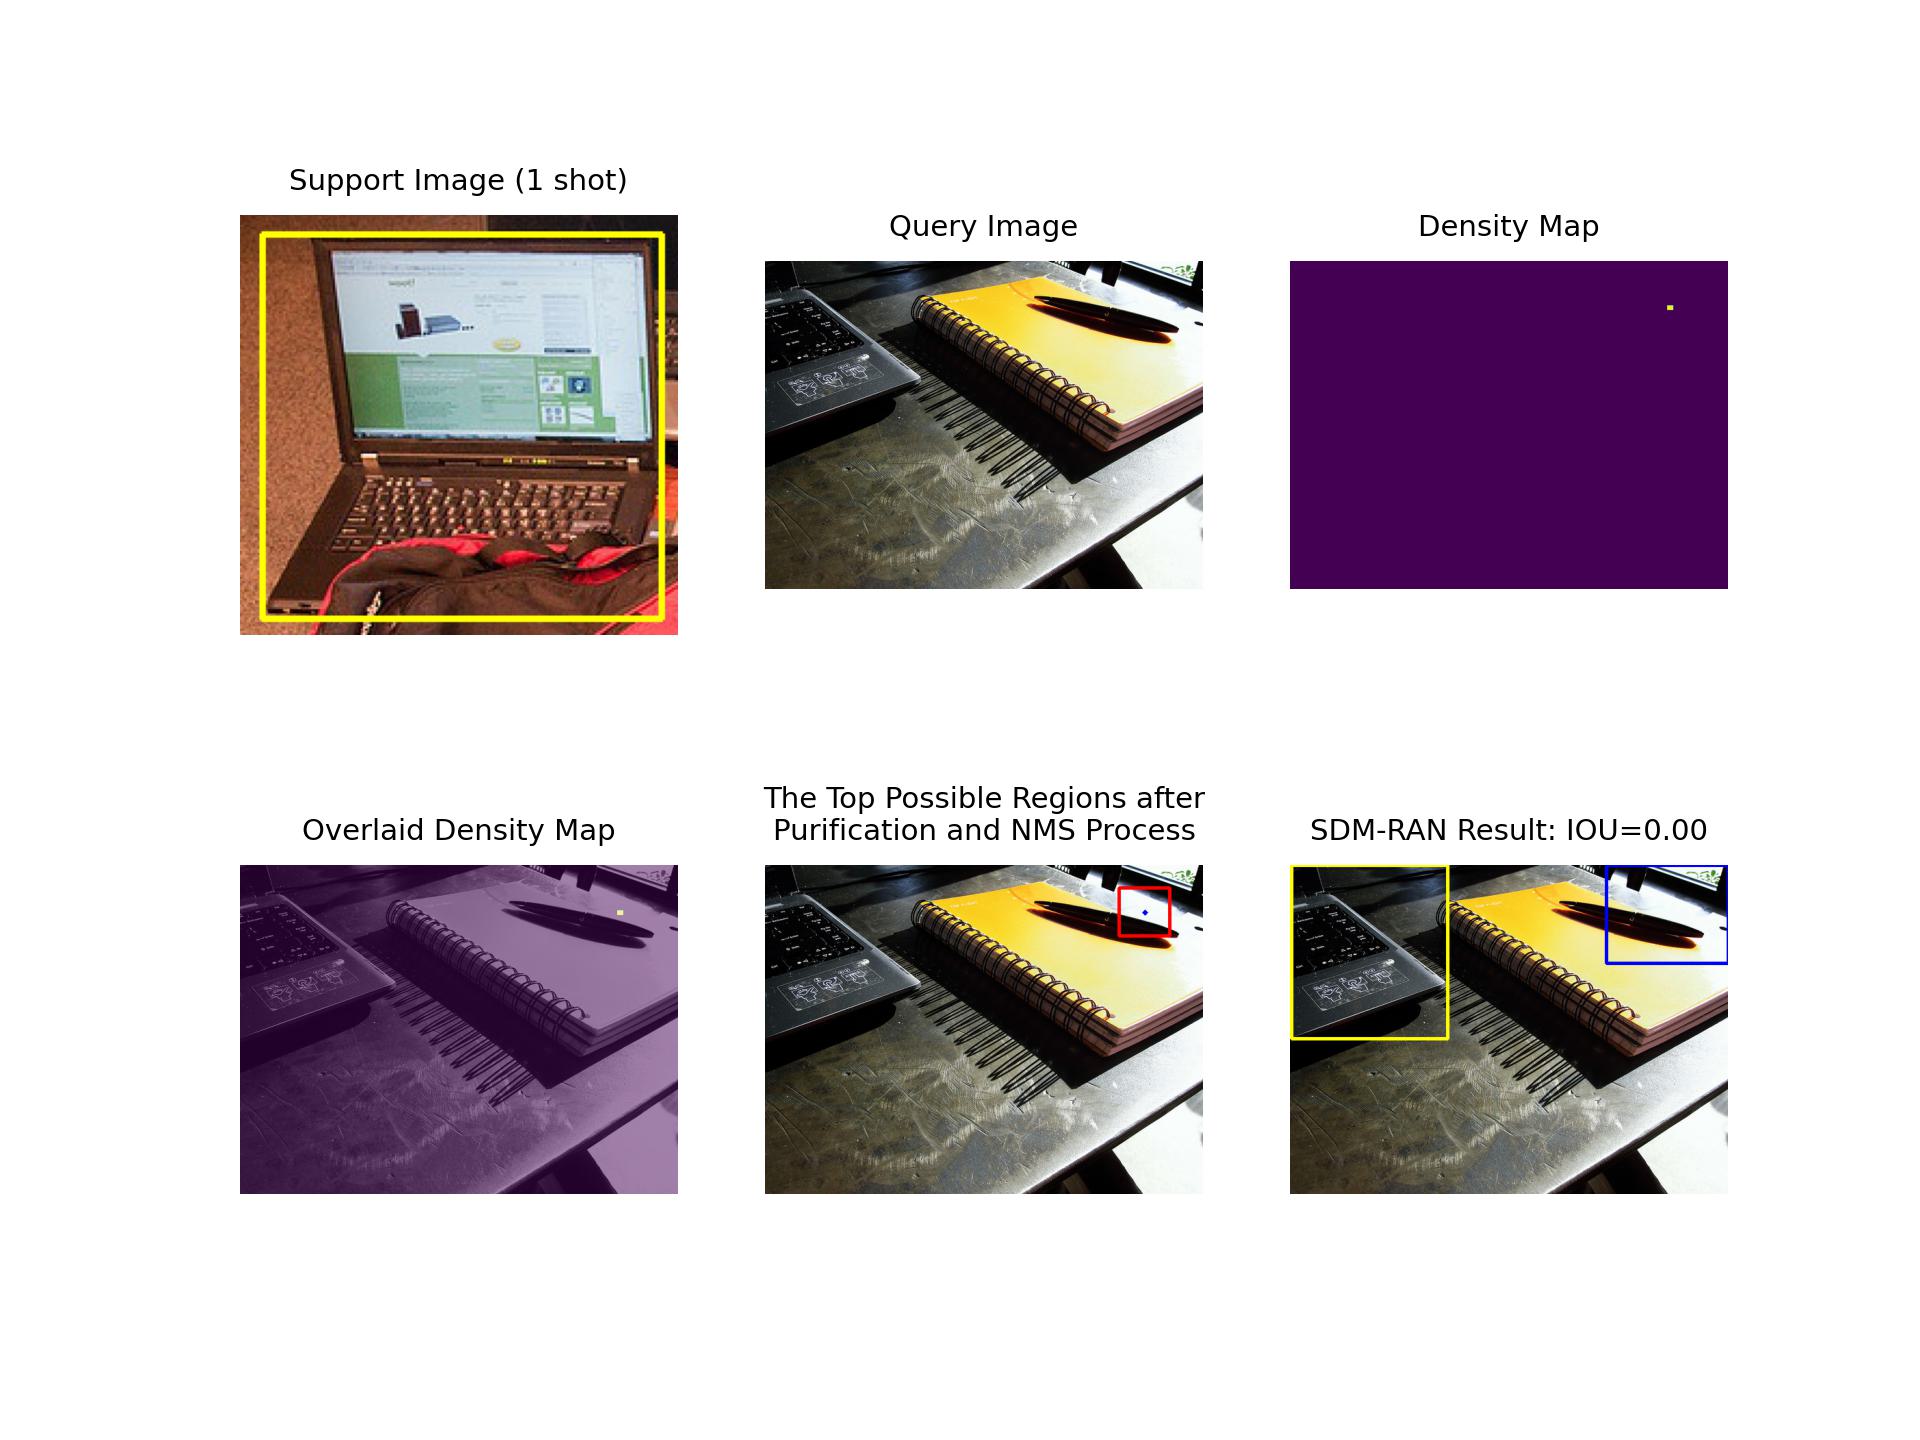 Support Image (1 shot)
Query Image
Density Map
woot!
Overlaid Density Map
The Top Possible Regions after
Purification and NMS Process
SDM-RAN Result: IOU=0.00